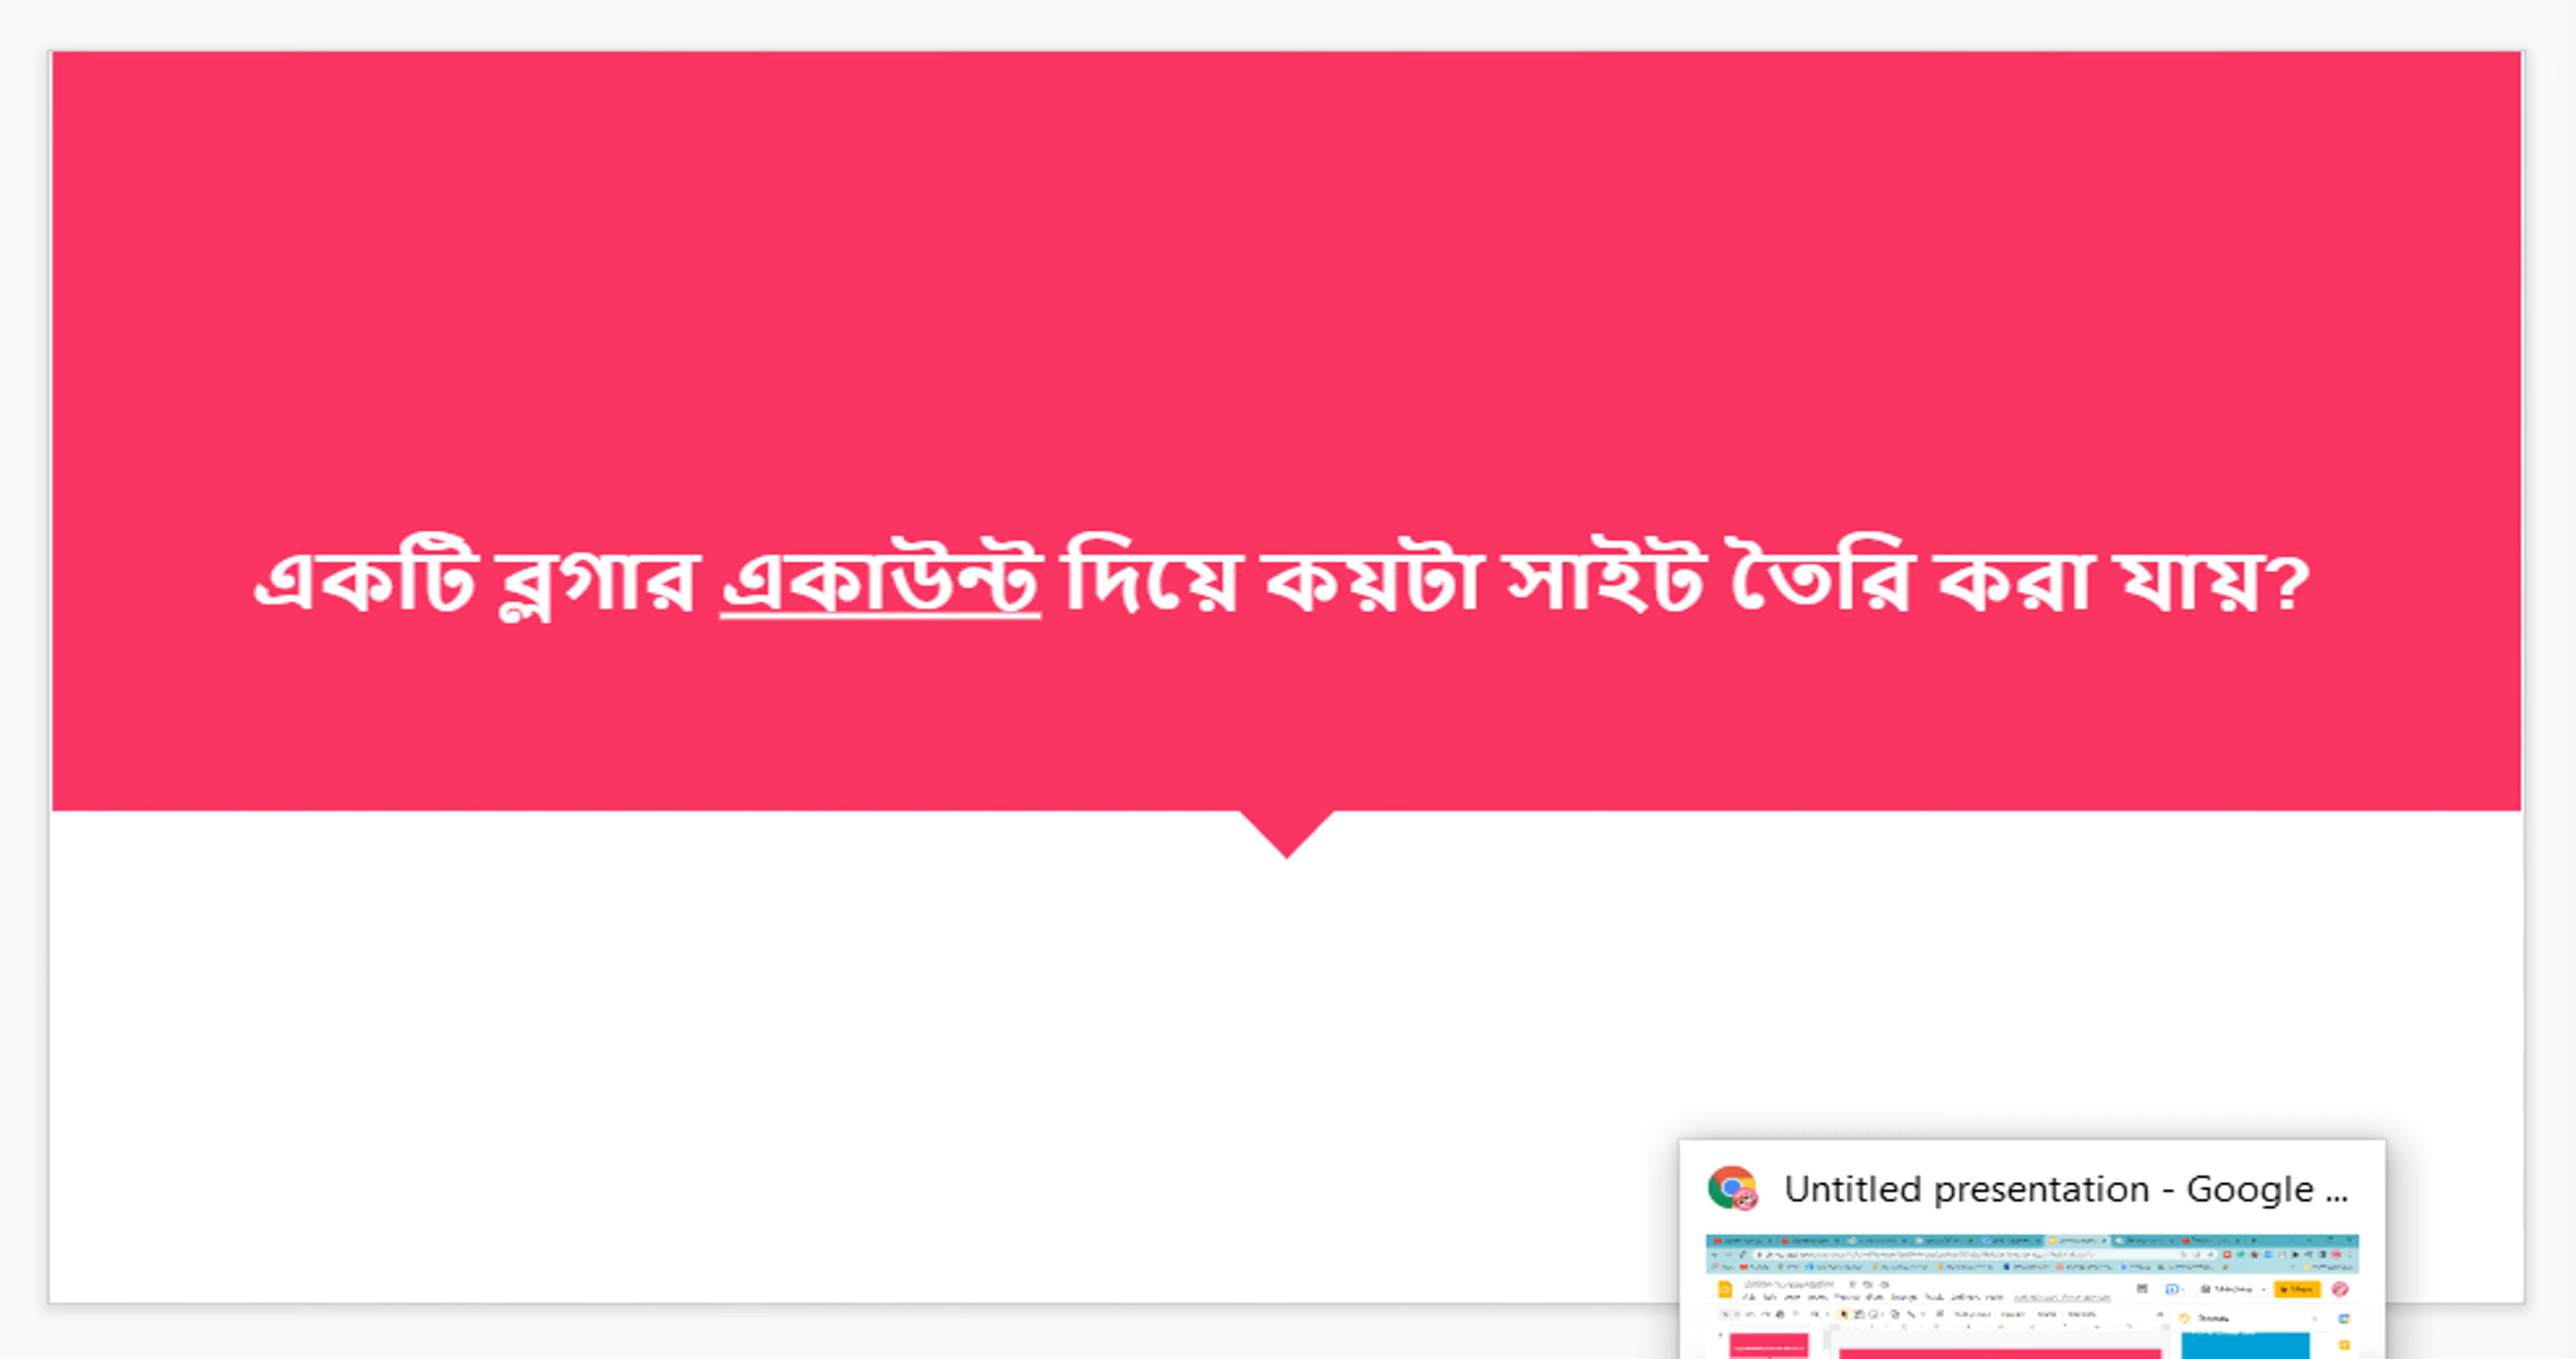 একটি ব্লগার একাউন্ট দিয়ে কয়টা সাইট তৈরি করা যায়?
Untitled presentation - Google ...